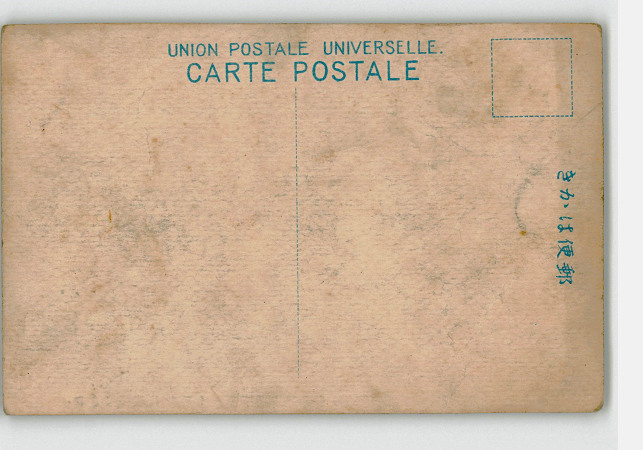 UNION POSTALE UNIVERSELLE.
CARTE POSTALE
郵便はかき